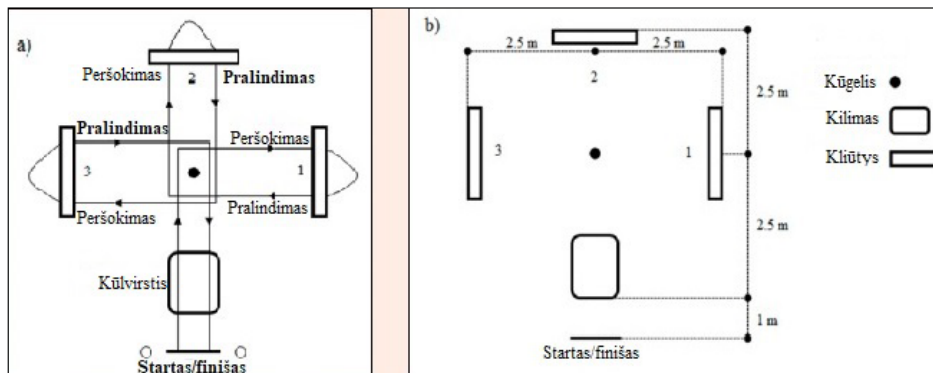 a)
Peršokimas
Pralindimas
2
Pralindimas
Peršokimas
3
1
Peršokimas
Pralindimas
Kūlvirstis
Startas/finišas
b)
2.5 m
2.5 m
2
2.5 m
3
1
2.5 m
1 m
Startas/finišas
Kūgelis
Kilimas
Kliūtys